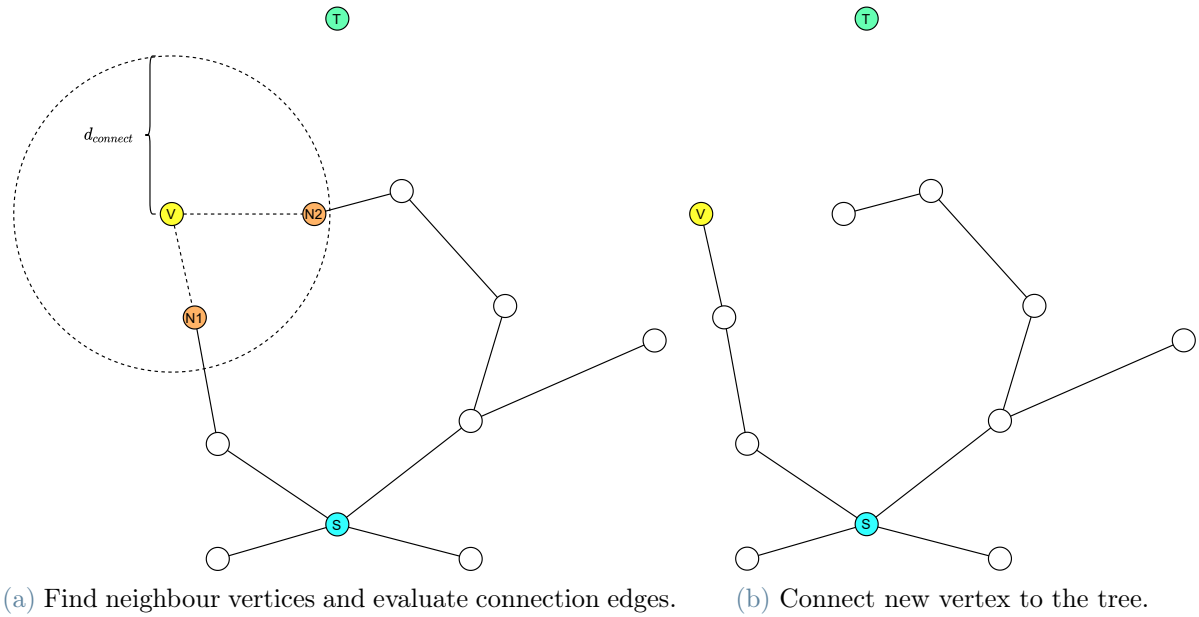 T
T
d_connect
V
N2
V
N1
S
S
(a) Find neighbour vertices and evaluate connection edges.
(b) Connect new vertex to the tree.